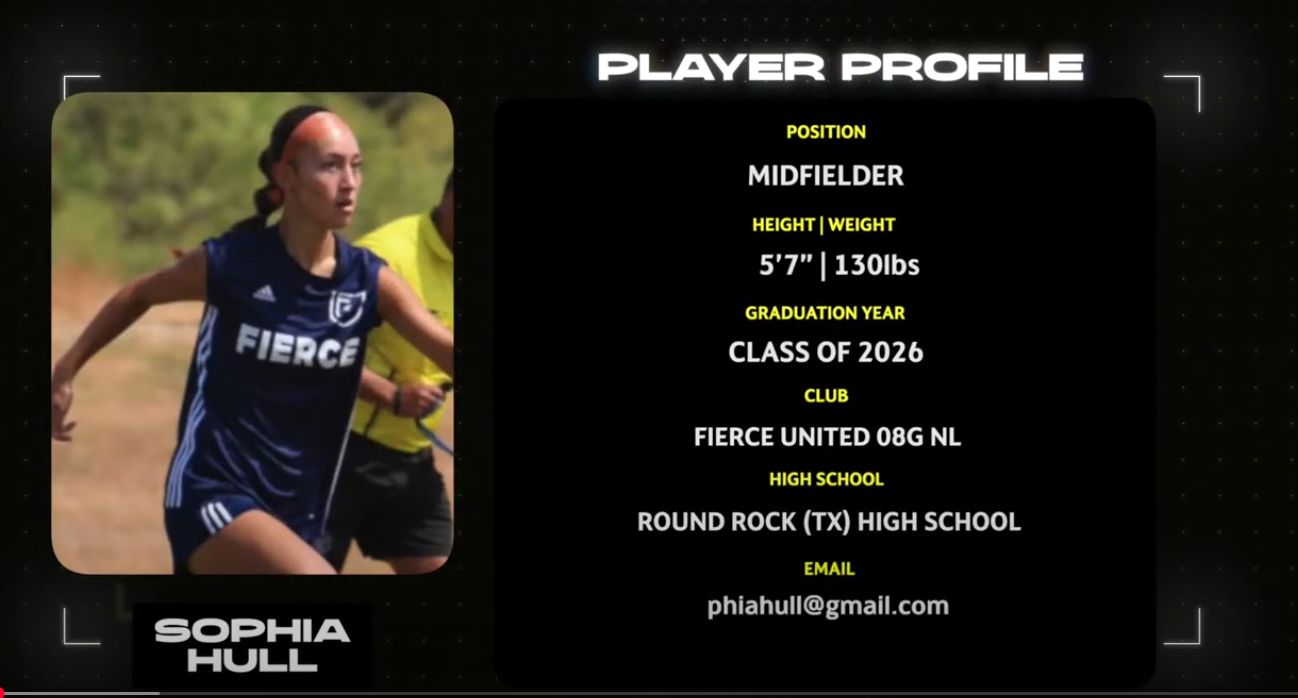 PLAYER PROFILE
POSITION
MIDFIELDER
HEIGHT | WEIGHT
5’7” | 130lbs
GRADUATION YEAR
CLASS OF 2026
CLUB
FIERCE UNITED 08G NL
HIGH SCHOOL
ROUND ROCK (TX) HIGH SCHOOL
EMAIL
phiahull@gmail.com
FIERCE
SOPHIA
HULL